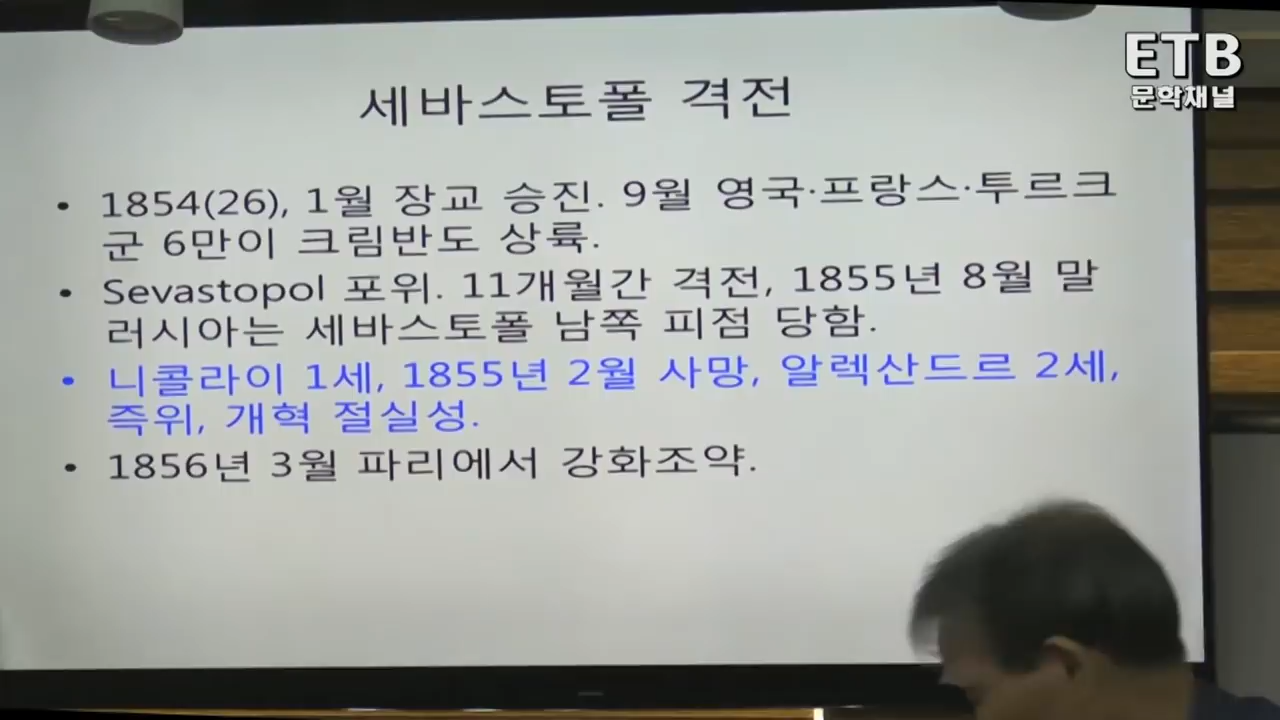 ETB
문학채널
세바스토폴 격전
• 1854(26), 1월 장교 승진. 9월 영국·프랑스·투르크
군 6만이 크림반도 상륙.
• Sevastopol 포위. 11개월간 격전, 1855년 8월 말
러시아는 세바스토폴 남쪽 피점 당함.
• 니콜라이 1세, 1855년 2월 사망, 알렉산드르 2세,
즉위, 개혁 절실성.
• 1856년 3월 파리에서 강화조약.